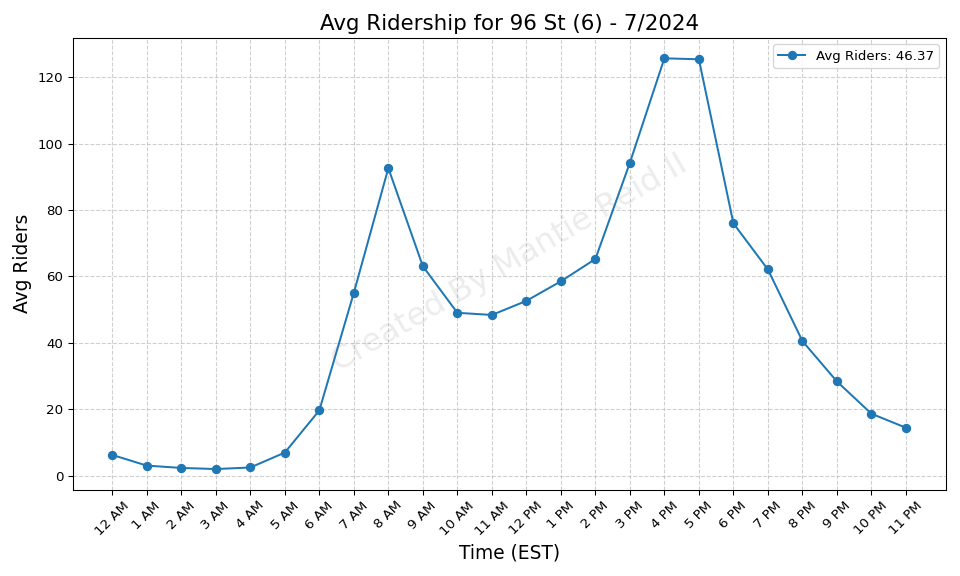 Avg Ridership for 96 St (6) - 7/2024
Avg Riders: 46.37
120
100
80
60
40
20
0
Avg Riders
Created By Mantle Reid II
12 AM
1 AM
2 AM
3 AM
4 AM
5 AM
6 AM
7 AM
8 AM
9 AM
10 AM
11 AM
12 PM
1 PM
2 PM
3 PM
4 PM
5 PM
6 PM
7 PM
8 PM
9 PM
10 PM
11 PM
Time (EST)